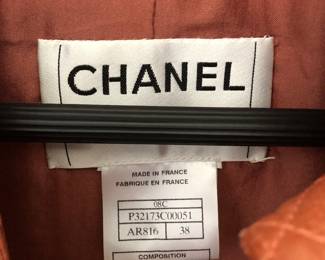 CHANEL
MADE IN FRANCE
FABRIQUE EN FRANCE
08C
P32173C00051
AR816 38
COMPOSITION